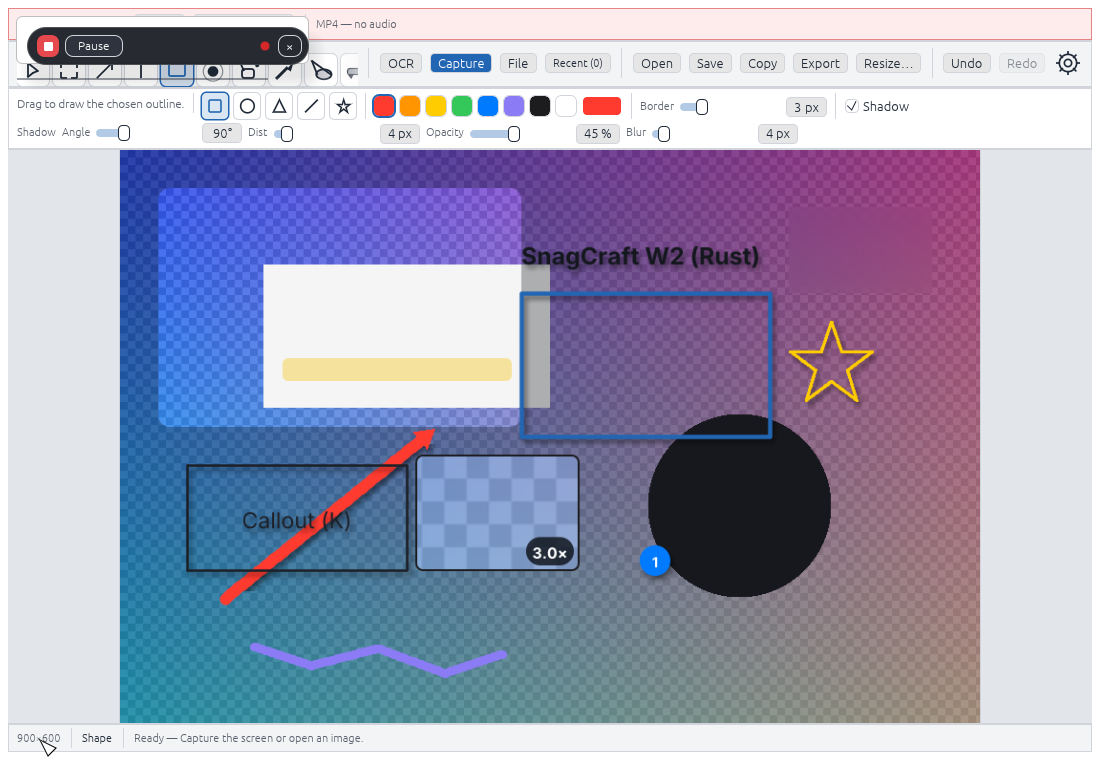 MP4 — no audio
Pause
OCR Capture File Recent (0) Open Save Copy Export Resize... Undo Redo
Drag to draw the chosen outline. Border 3 px Shadow
Shadow Angle 90° Dist 4 px Opacity 45 % Blur 4 px
SnagCraft W2 (Rust)
Callout (K)
3.0×
1
900×600 Shape Ready — Capture the screen or open an image.